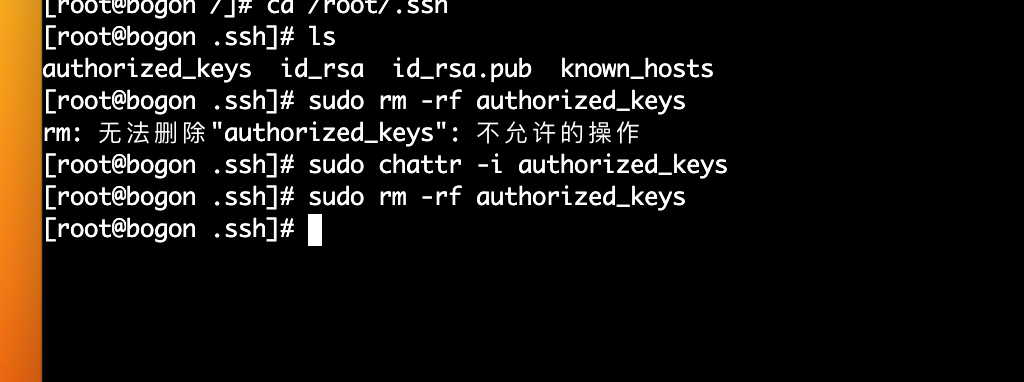 [root@bogon /]# cd /root/.ssh
[root@bogon .ssh]# ls
authorized_keys  id_rsa  id_rsa.pub  known_hosts
[root@bogon .ssh]# sudo rm -rf authorized_keys
rm: 无法删除"authorized_keys": 不允许的操作
[root@bogon .ssh]# sudo chattr -i authorized_keys
[root@bogon .ssh]# sudo rm -rf authorized_keys
[root@bogon .ssh]#